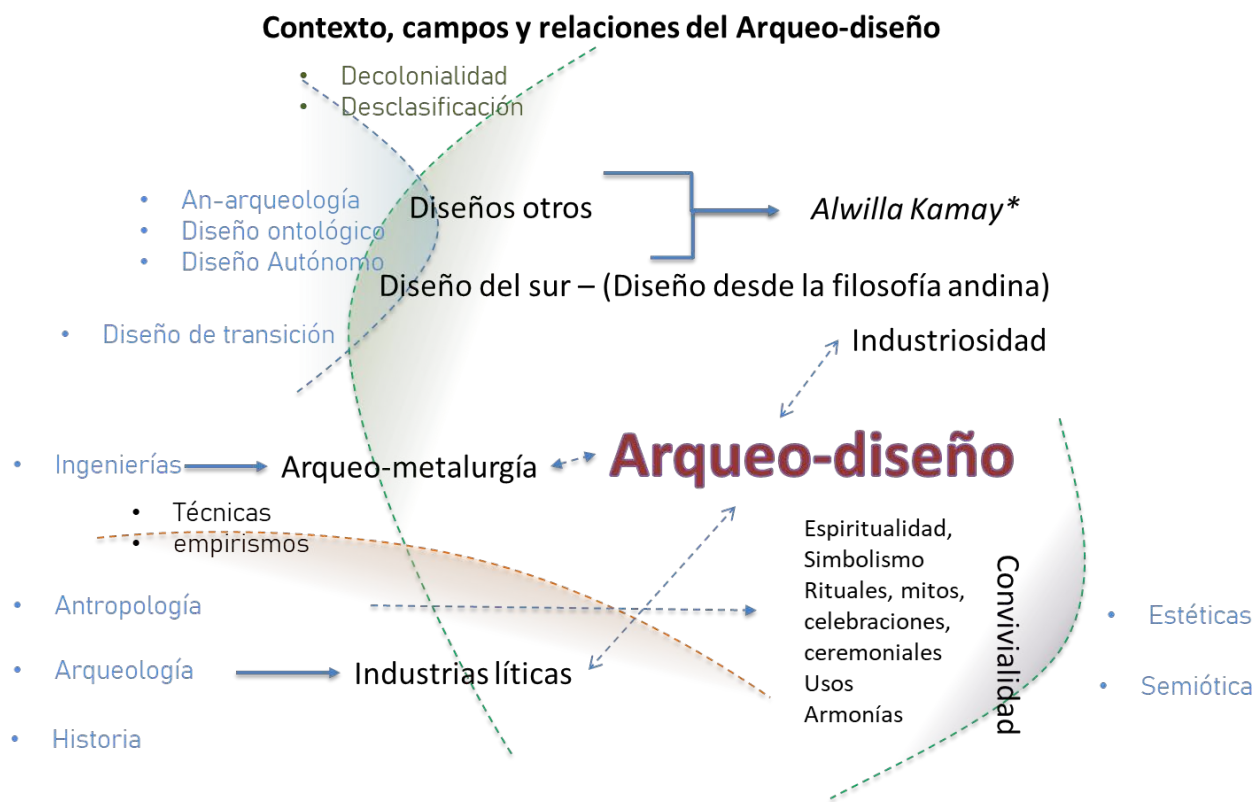 Contexto, campos y relaciones del Arqueo-diseño
• Decolonialidad
• Desclasificación
• An-arqueología
• Diseño ontológico
• Diseño Autónomo
Diseños otros
Alwilla Kamay*
Diseño del sur – (Diseño desde la filosofía andina)
• Diseño de transición
Industriosidad
Arqueo-diseño
• Ingenierías
Arqueo-metalurgía
• Técnicas
• empirismos
• Antropología
• Arqueología
Industrias líticas
• Historia
Espiritualidad,
Simbolismo
Rituales, mitos,
celebraciones,
ceremoniales
Usos
Armonías
Convivialidad
• Estéticas
• Semiótica